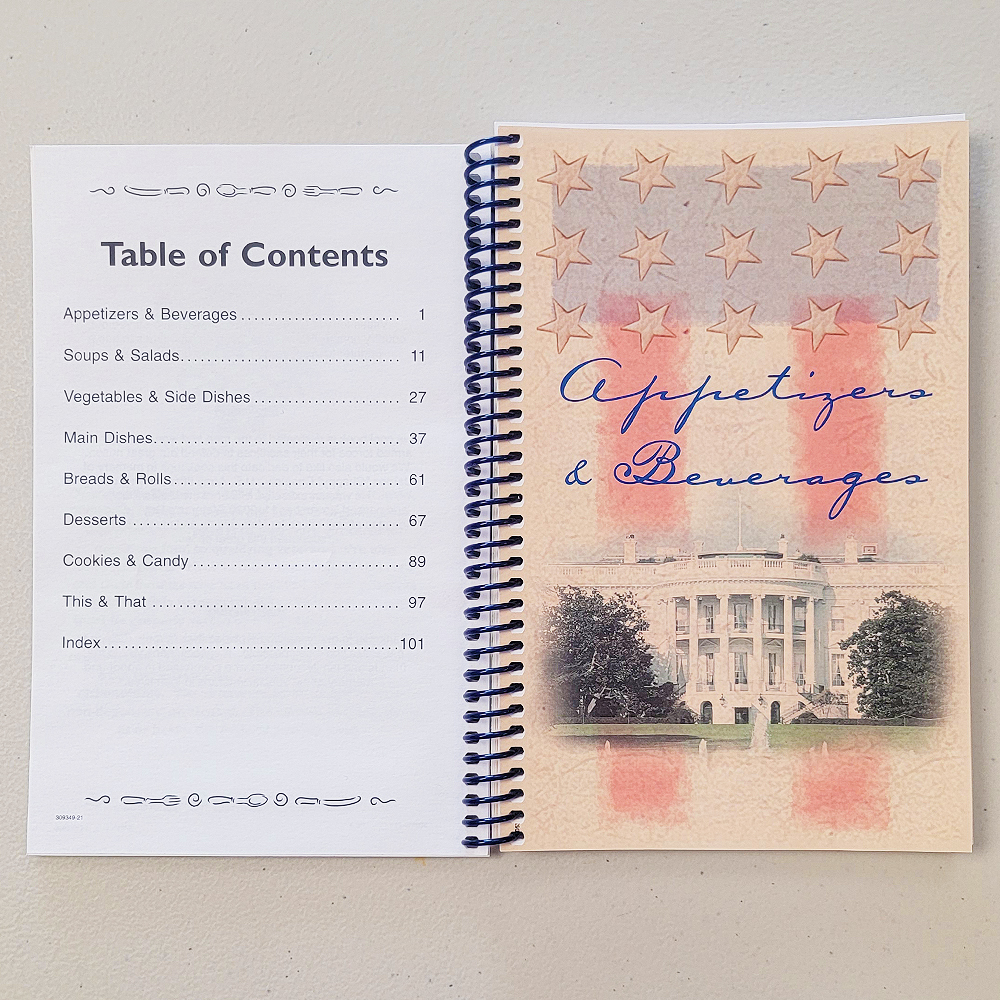 Table of Contents
Appetizers & Beverages ........................ 1
Soups & Salads................................. 11
Vegetables & Side Dishes ...................... 27
Main Dishes..................................... 37
Breads & Rolls.................................. 61
Desserts ........................................ 67
Cookies & Candy ................................ 89
This & That ..................................... 97
Index.............................................101
309349-21
Appetizers
& Beverages